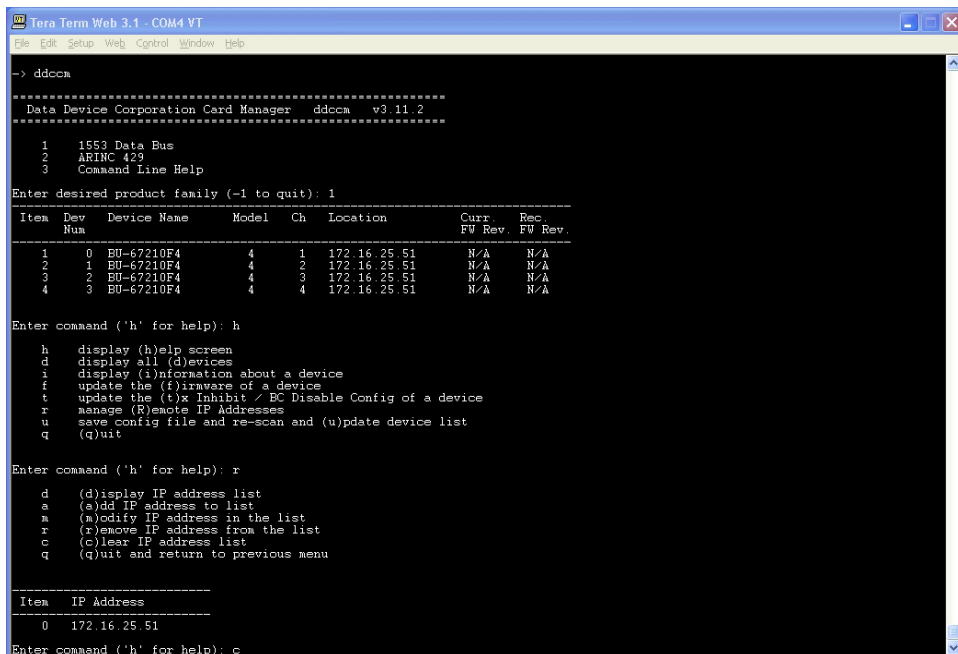 Tera Term Web 3.1 - COM4 VT
File Edit Setup Web Control Window Help
-> ddccm
============================================================
Data Device Corporation Card Manager ddccm v3.11.2
============================================================
1 1553 Data Bus
2 ARINC 429
3 Command Line Help
Enter desired product family (-1 to quit): 1
Item Dev Device Name Model Ch Location Curr. Rec.
Num FW Rev. FW Rev.
1 0 BU-67210F4 4 1 172.16.25.51 N/A N/A
2 1 BU-67210F4 4 2 172.16.25.51 N/A N/A
3 2 BU-67210F4 4 3 172.16.25.51 N/A N/A
4 3 BU-67210F4 4 4 172.16.25.51 N/A N/A
Enter command ('h' for help): h
h display (h)elp screen
d display all (d)evices
i display (i)nformation about a device
f update the (f)irmware of a device
t update the (t)x Inhibit / BC Disable Config of a device
r manage (R)emote IP Addresses
u save config file and re-scan and (u)pdate device list
q (q)uit
Enter command ('h' for help): r
d (d)isplay IP address list
a (a)dd IP address to list
m (m)odify IP address in the list
r (r)emove IP address from the list
c (c)lear IP address list
q (q)uit and return to previous menu
Item IP Address
0 172.16.25.51
Enter command ('h' for help): c